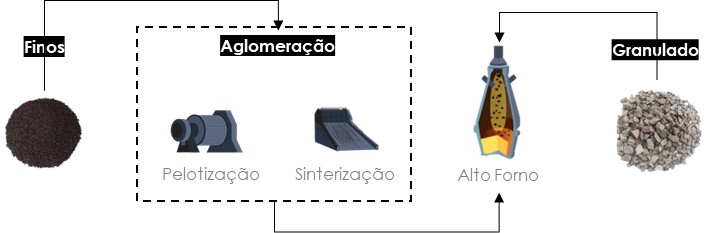 Finos
Aglomeração
Granulado
Pelotização
Sinterização
Alto Forno